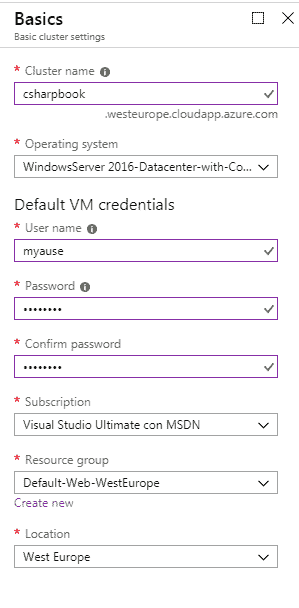 Basics
Basic cluster settings
* Cluster name
csharpbook
.westeurope.cloudapp.azure.com
* Operating system
WindowsServer 2016-Datacenter-with-Co...
Default VM credentials
* User name
myause
* Password
••••••••
* Confirm password
••••••••
* Subscription
Visual Studio Ultimate con MSDN
* Resource group
Default-Web-WestEurope
Create new
* Location
West Europe